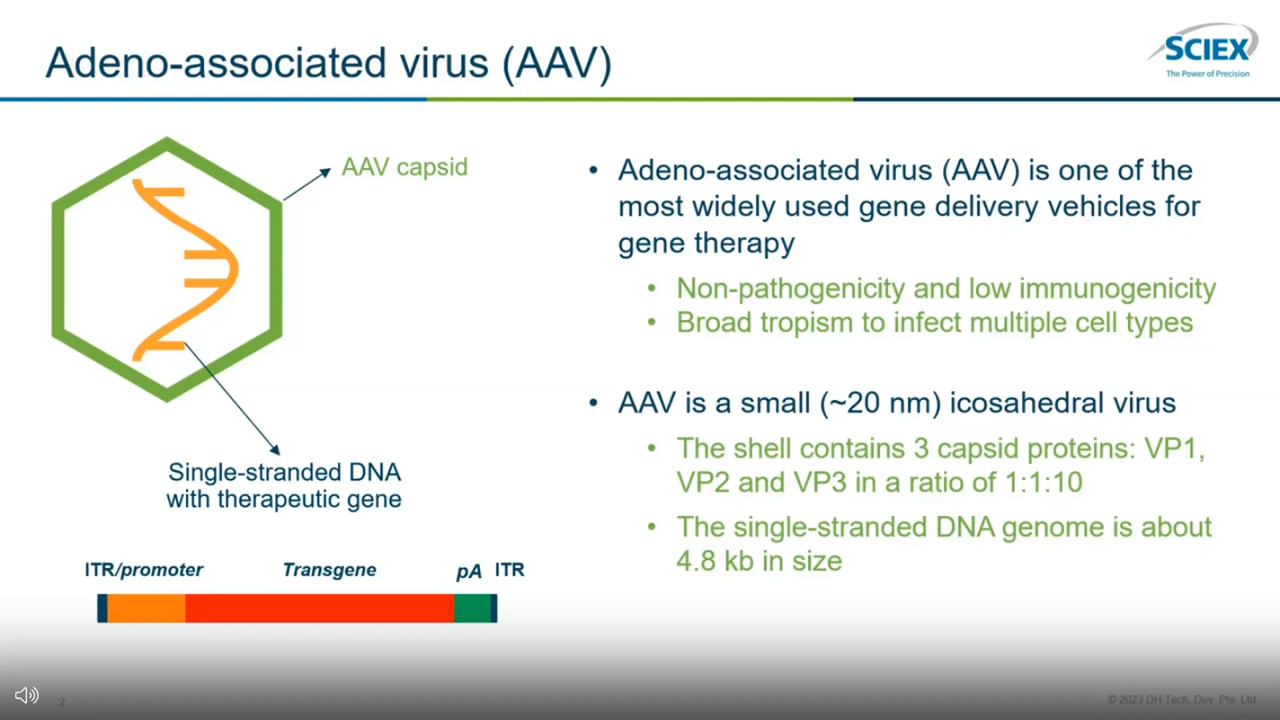 Adeno-associated virus (AAV)
SCIEX
The Power of Precision
AAV capsid
Single-stranded DNA
with therapeutic gene
ITR/promoter Transgene pA ITR
• Adeno-associated virus (AAV) is one of the
most widely used gene delivery vehicles for
gene therapy
• Non-pathogenicity and low immunogenicity
• Broad tropism to infect multiple cell types
• AAV is a small (~20 nm) icosahedral virus
• The shell contains 3 capsid proteins: VP1,
VP2 and VP3 in a ratio of 1:1:10
• The single-stranded DNA genome is about
4.8 kb in size
2
© 2023 DH Tech. Dev. Pte. Ltd.